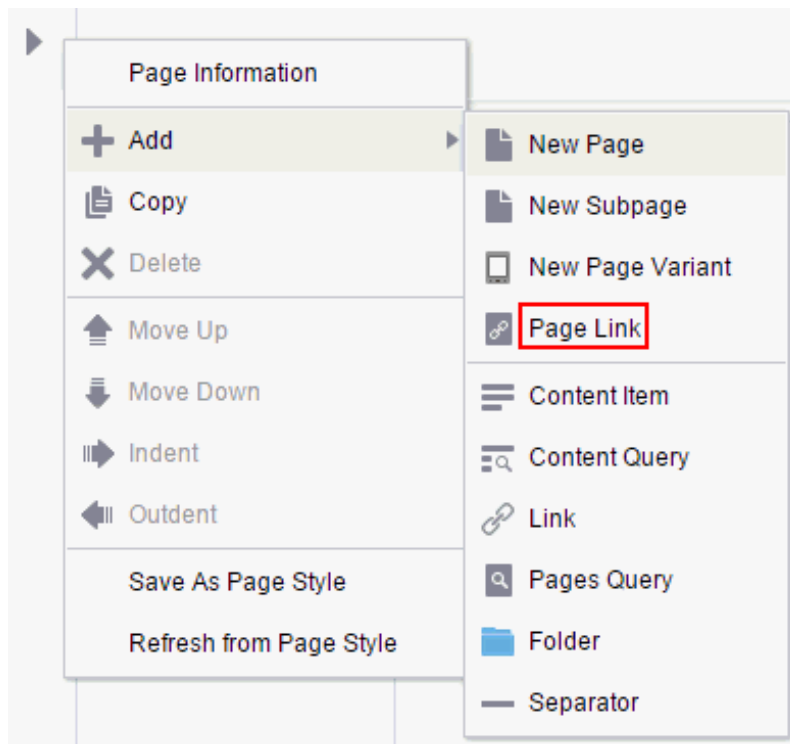 Page Information
Add
Copy
Delete
Move Up
Move Down
Indent
Outdent
Save As Page Style
Refresh from Page Style
New Page
New Subpage
New Page Variant
Page Link
Content Item
Content Query
Link
Pages Query
Folder
Separator